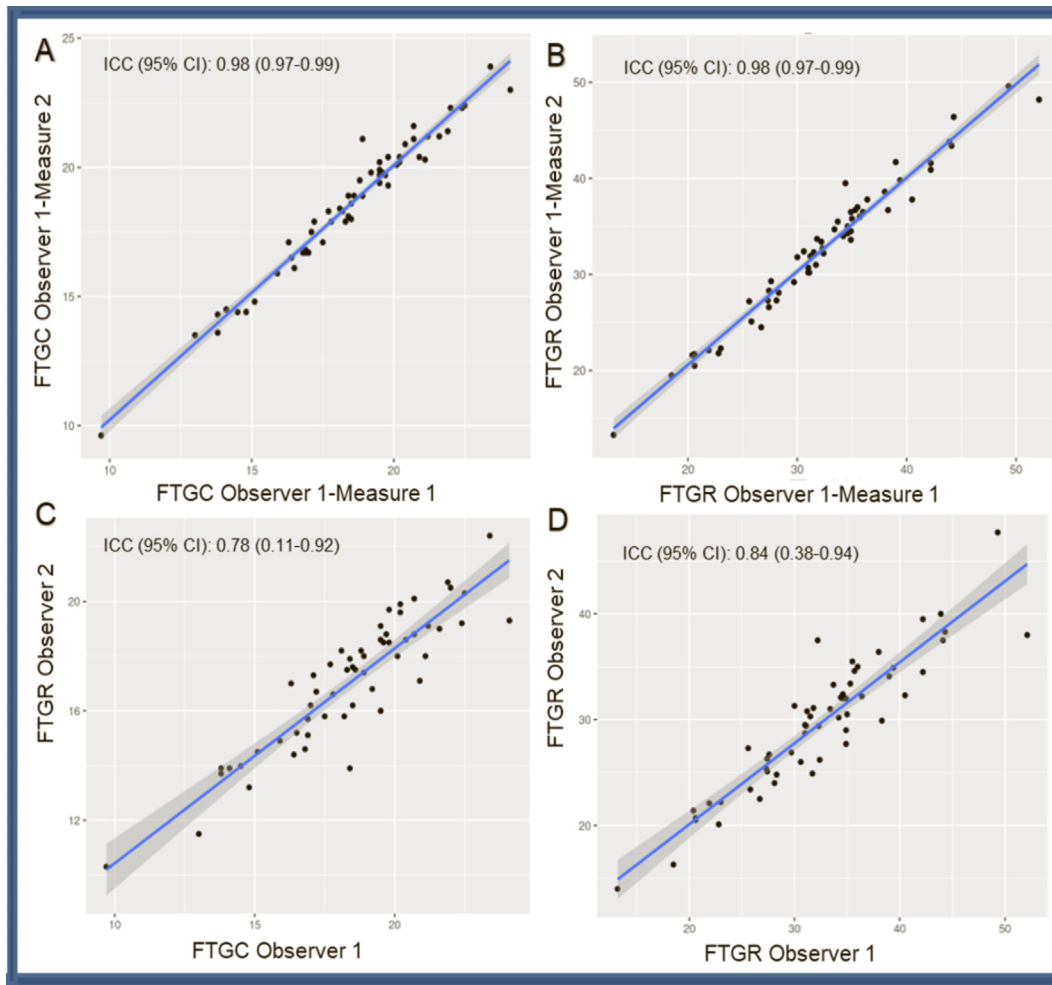 A
ICC (95% CI): 0.98 (0.97-0.99)
FTGC Observer 1-Measure 2
25
20
15
10
10
15
20
FTGC Observer 1-Measure 1
B
ICC (95% CI): 0.98 (0.97-0.99)
FTGR Observer 1-Measure 2
50
40
30
20
20
30
40
50
FTGR Observer 1-Measure 1
C
ICC (95% CI): 0.78 (0.11-0.92)
FTGR Observer 2
20
16
12
10
15
20
FTGC Observer 1
D
ICC (95% CI): 0.84 (0.38-0.94)
FTGR Observer 2
40
30
20
20
30
40
50
FTGR Observer 1